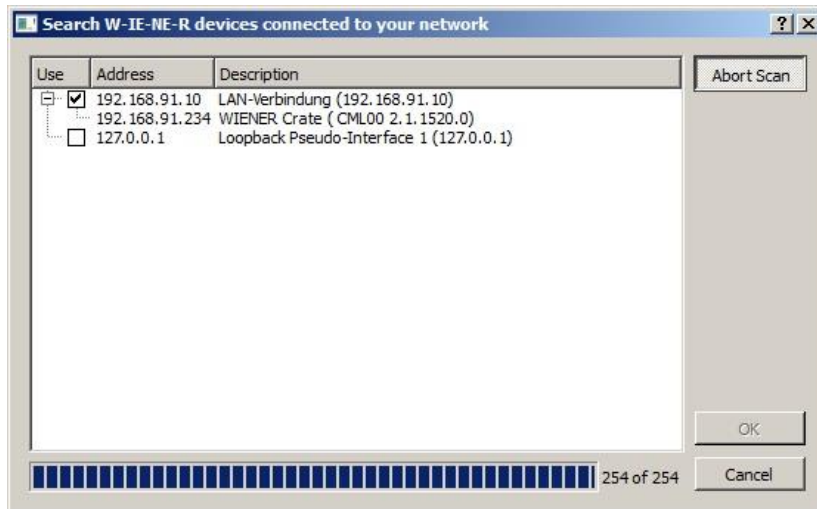 Search W-IE-NE-R devices connected to your network
Use Address Description
Abort Scan
192.168.91.10 LAN-Verbindung (192.168.91.10)
192.168.91.234 WIENER Crate ( CML00 2.1.1520.0)
127.0.0.1 Loopback Pseudo-Interface 1 (127.0.0.1)
OK
254 of 254
Cancel